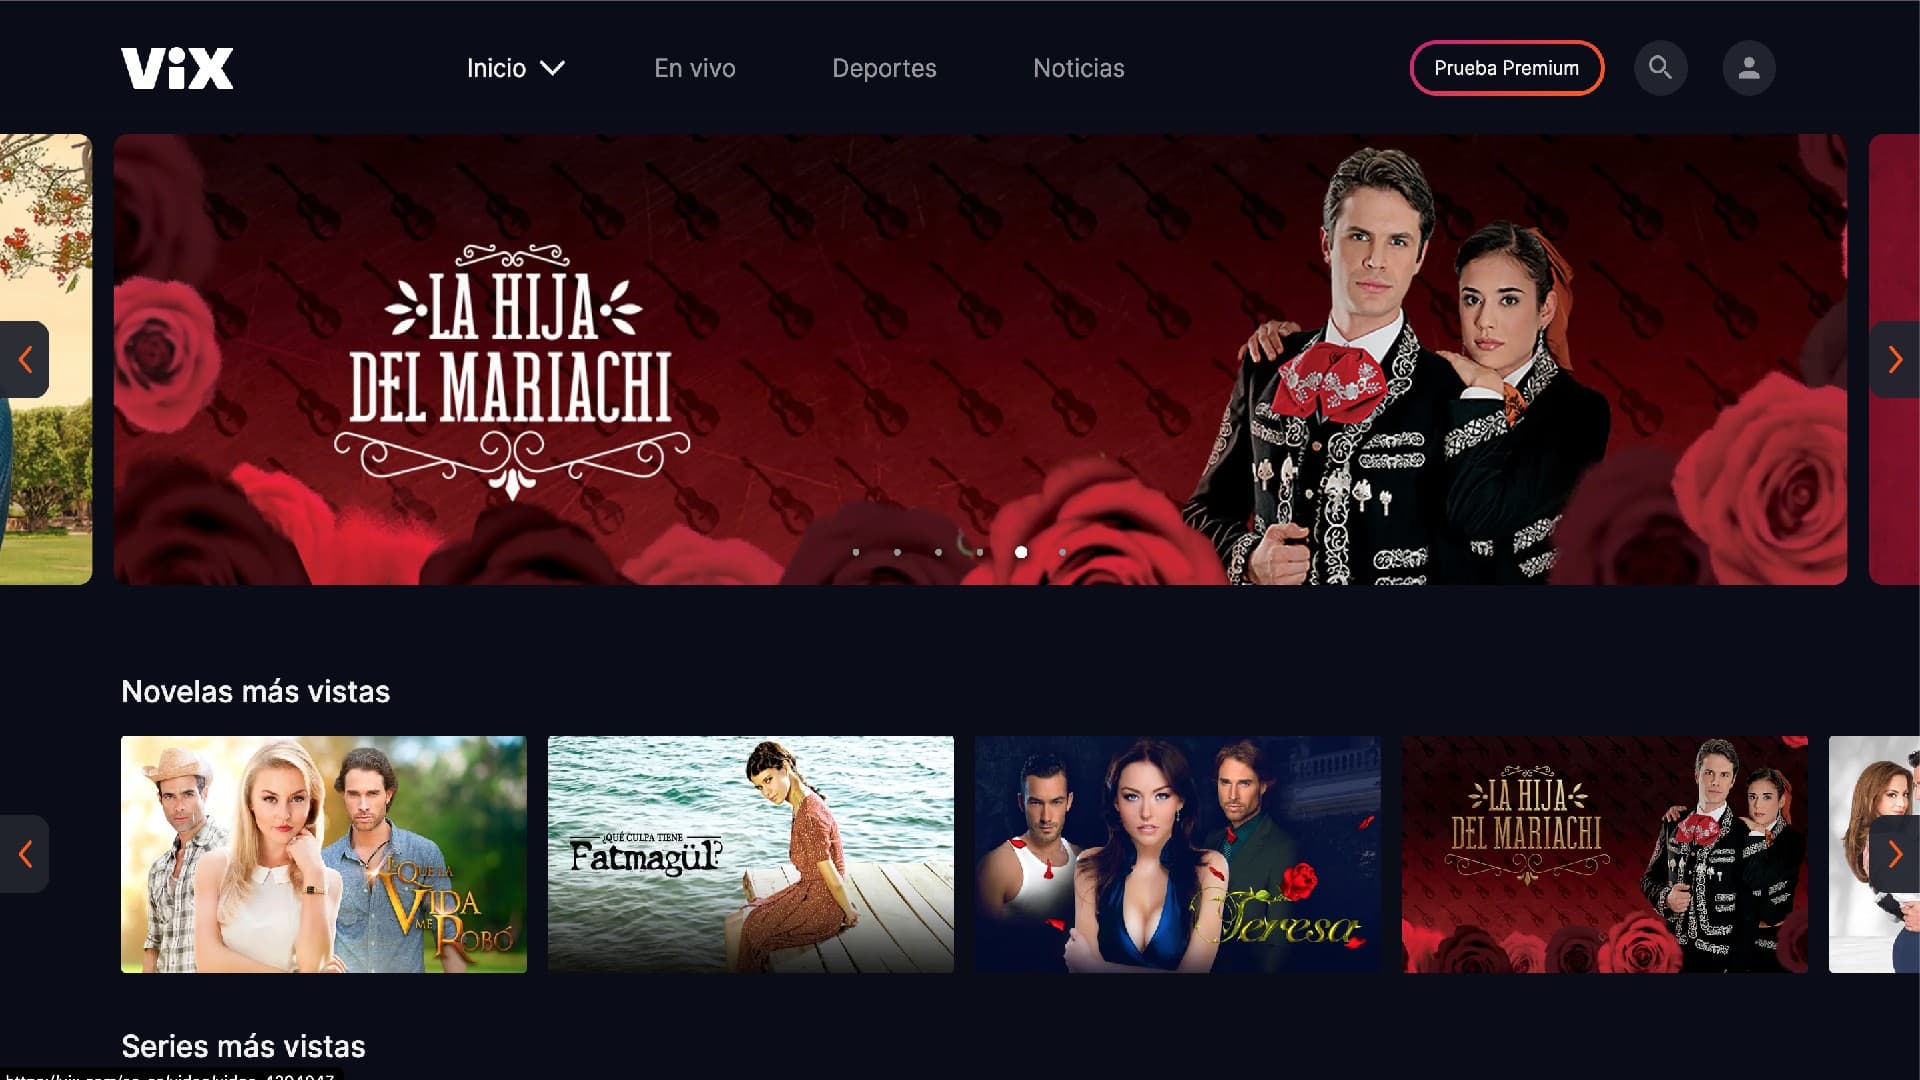 ViX
Inicio
En vivo
Deportes
Noticias
Prueba Premium
LA HIJA
DEL MARIACHI
Novelas más vistas
LO QUE LA
VIDA
ME
ROBÓ
¿QUÉ CULPA TIENE
Fatmagül?
Teresa
LA HIJA
DEL MARIACHI
Series más vistas